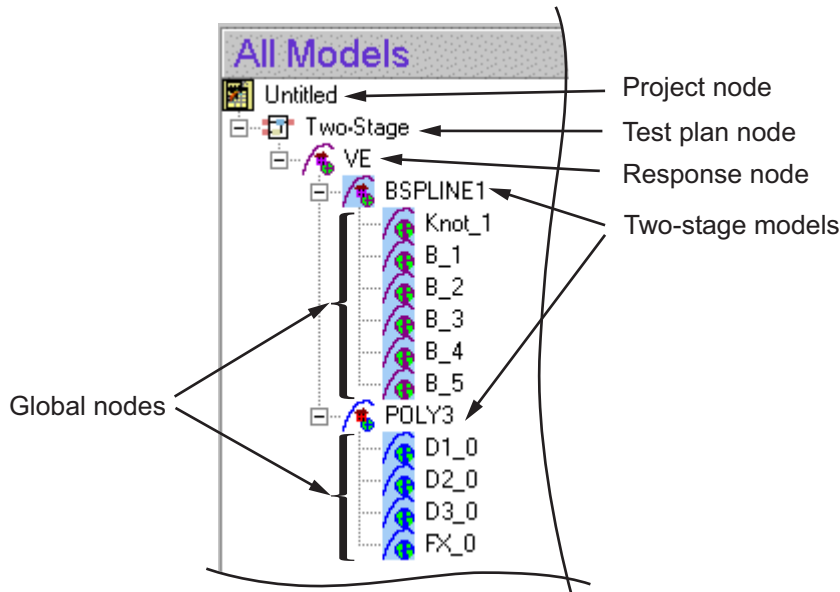 All Models
Untitled
Project node
Two-Stage
Test plan node
VE
Response node
BSPLINE1
Two-stage models
Knot_1
B_1
B_2
B_3
B_4
B_5
Global nodes
POLY3
D1_0
D2_0
D3_0
FX_0